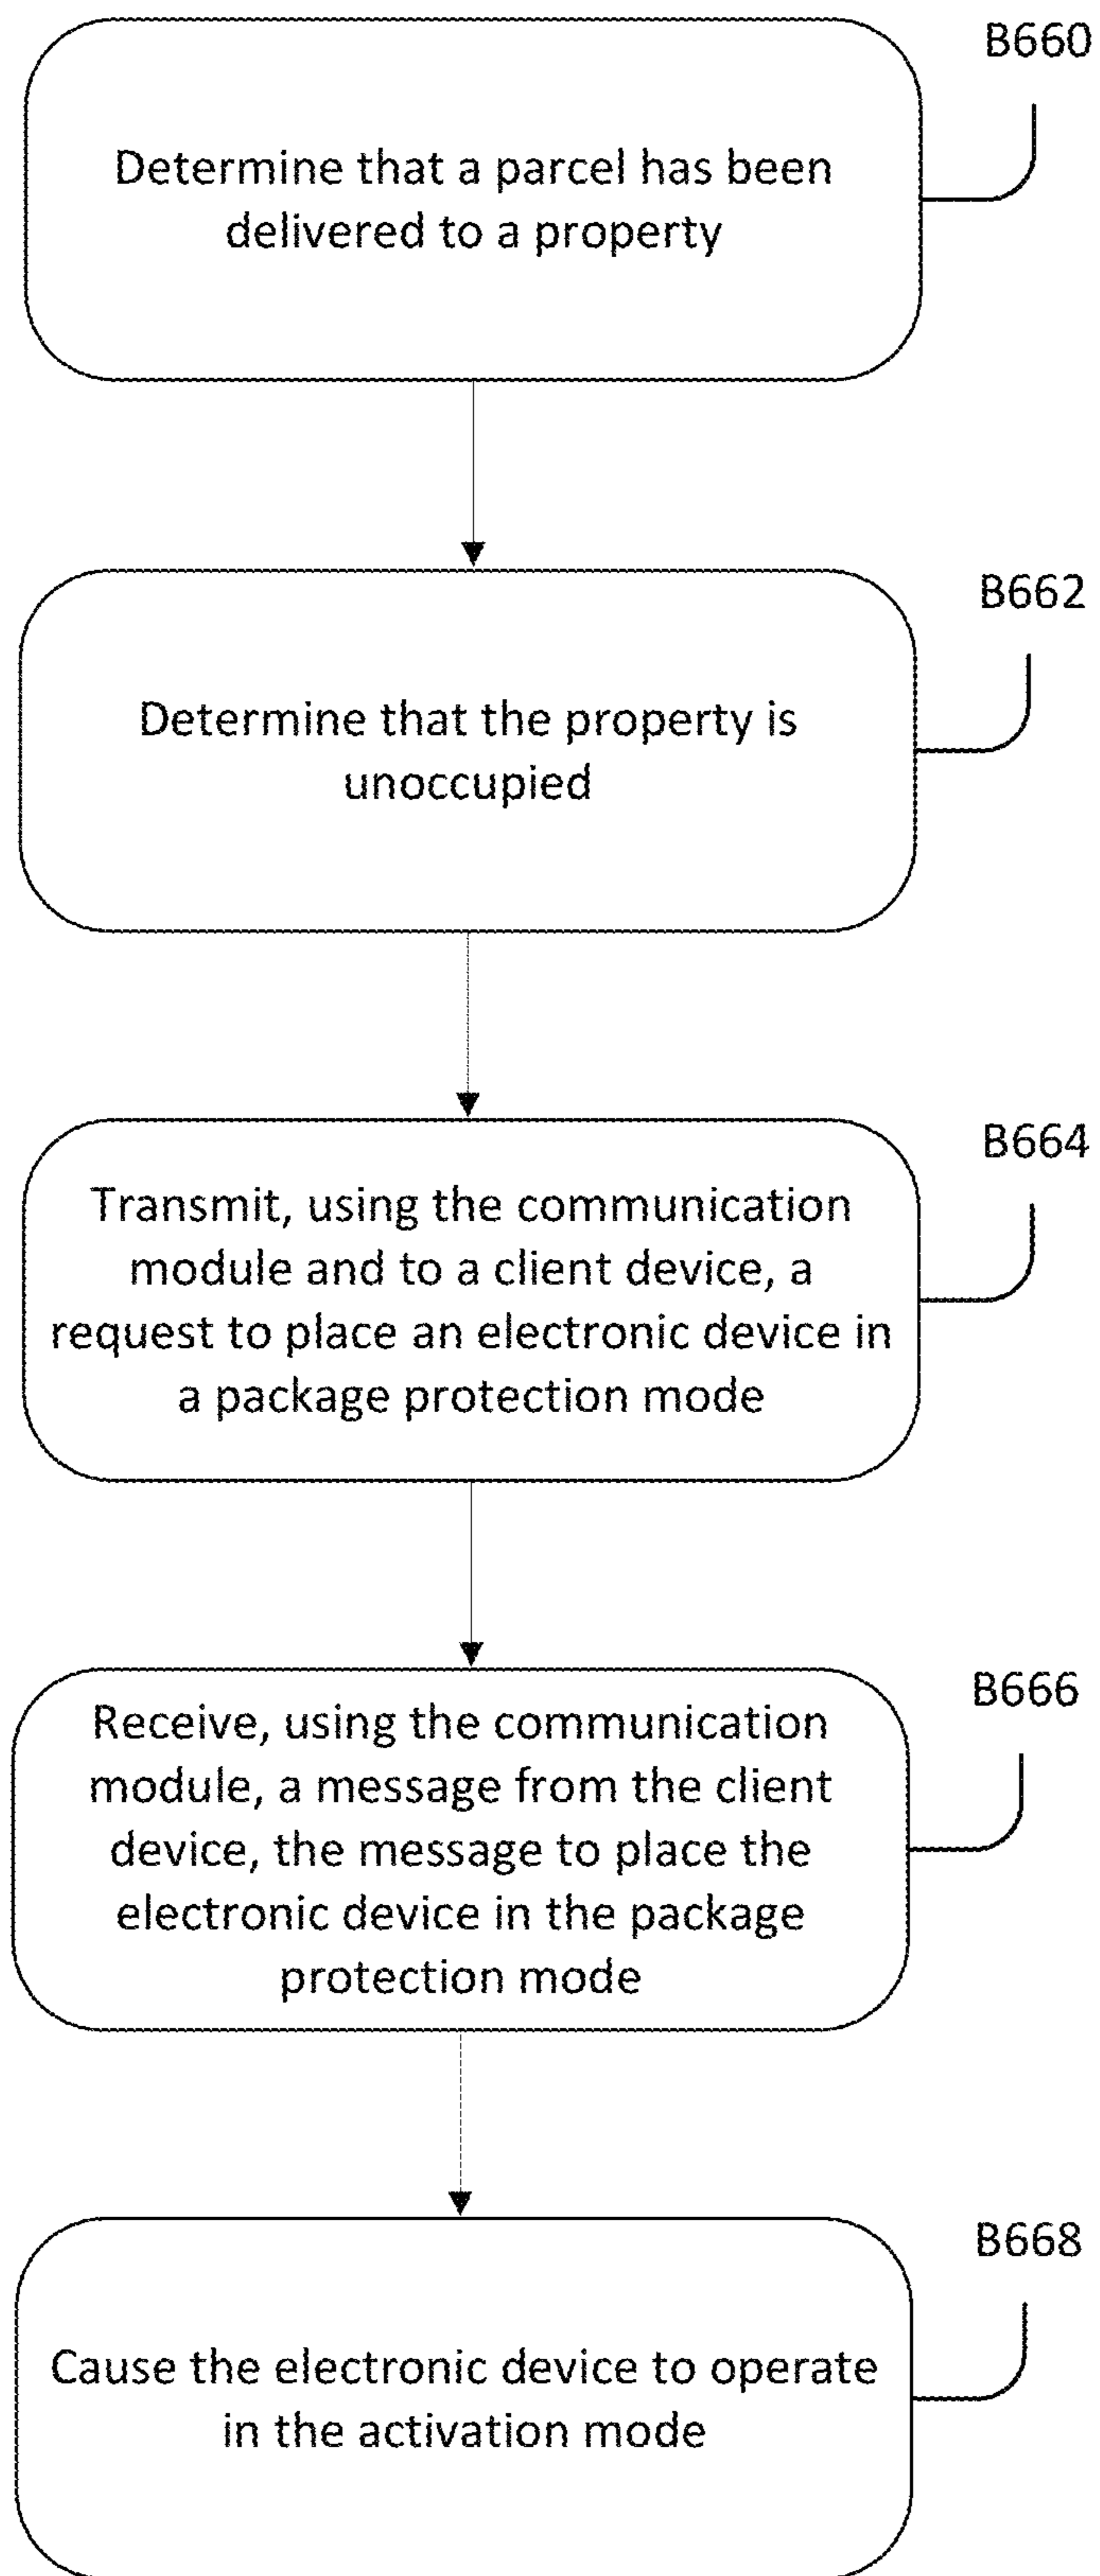 B660
Determine that a parcel has been
delivered to a property
B662
Determine that the property is
unoccupied
B664
Transmit, using the communication
module and to a client device, a
request to place an electronic device in
a package protection mode
B666
Receive, using the communication
module, a message from the client
device, the message to place the
electronic device in the package
protection mode
B668
Cause the electronic device to operate
in the activation mode